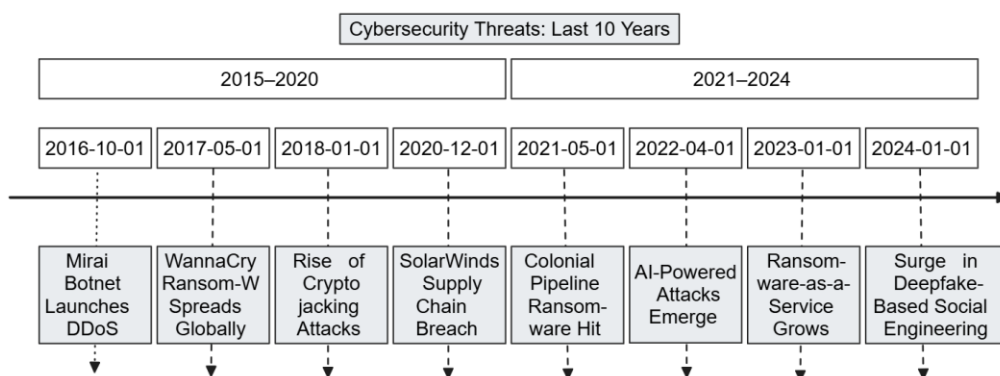 Cybersecurity Threats: Last 10 Years
2015–2020
2021–2024
2016-10-01
2017-05-01
2018-01-01
2020-12-01
2021-05-01
2022-04-01
2023-01-01
2024-01-01
Mirai
Botnet
Launches
DDoS
WannaCry
Ransom-W
Spreads
Globally
Rise of
Crypto
jacking
Attacks
SolarWinds
Supply
Chain
Breach
Colonial
Pipeline
Ransom-
ware Hit
AI-Powered
Attacks
Emerge
Ransom-
ware-as-a-
Service
Grows
Surge in
Deepfake-
Based Social
Engineering